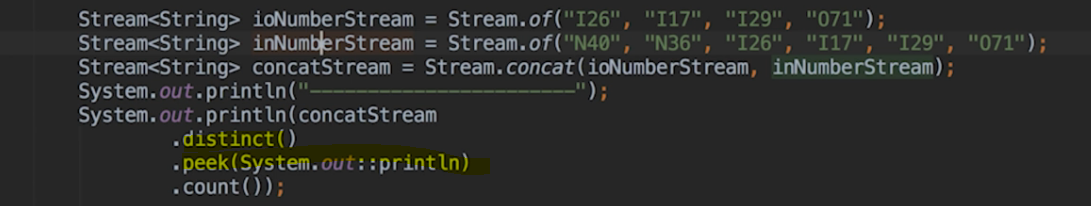 Stream<String> ioNumberStream = Stream.of("I26", "I17", "I29", "O71");
Stream<String> inNumberStream = Stream.of("N40", "N36", "I26", "I17", "I29", "O71");
Stream<String> concatStream = Stream.concat(ioNumberStream, inNumberStream);
System.out.println("------------------------");
System.out.println(concatStream
.distinct()
.peek(System.out::println)
.count());